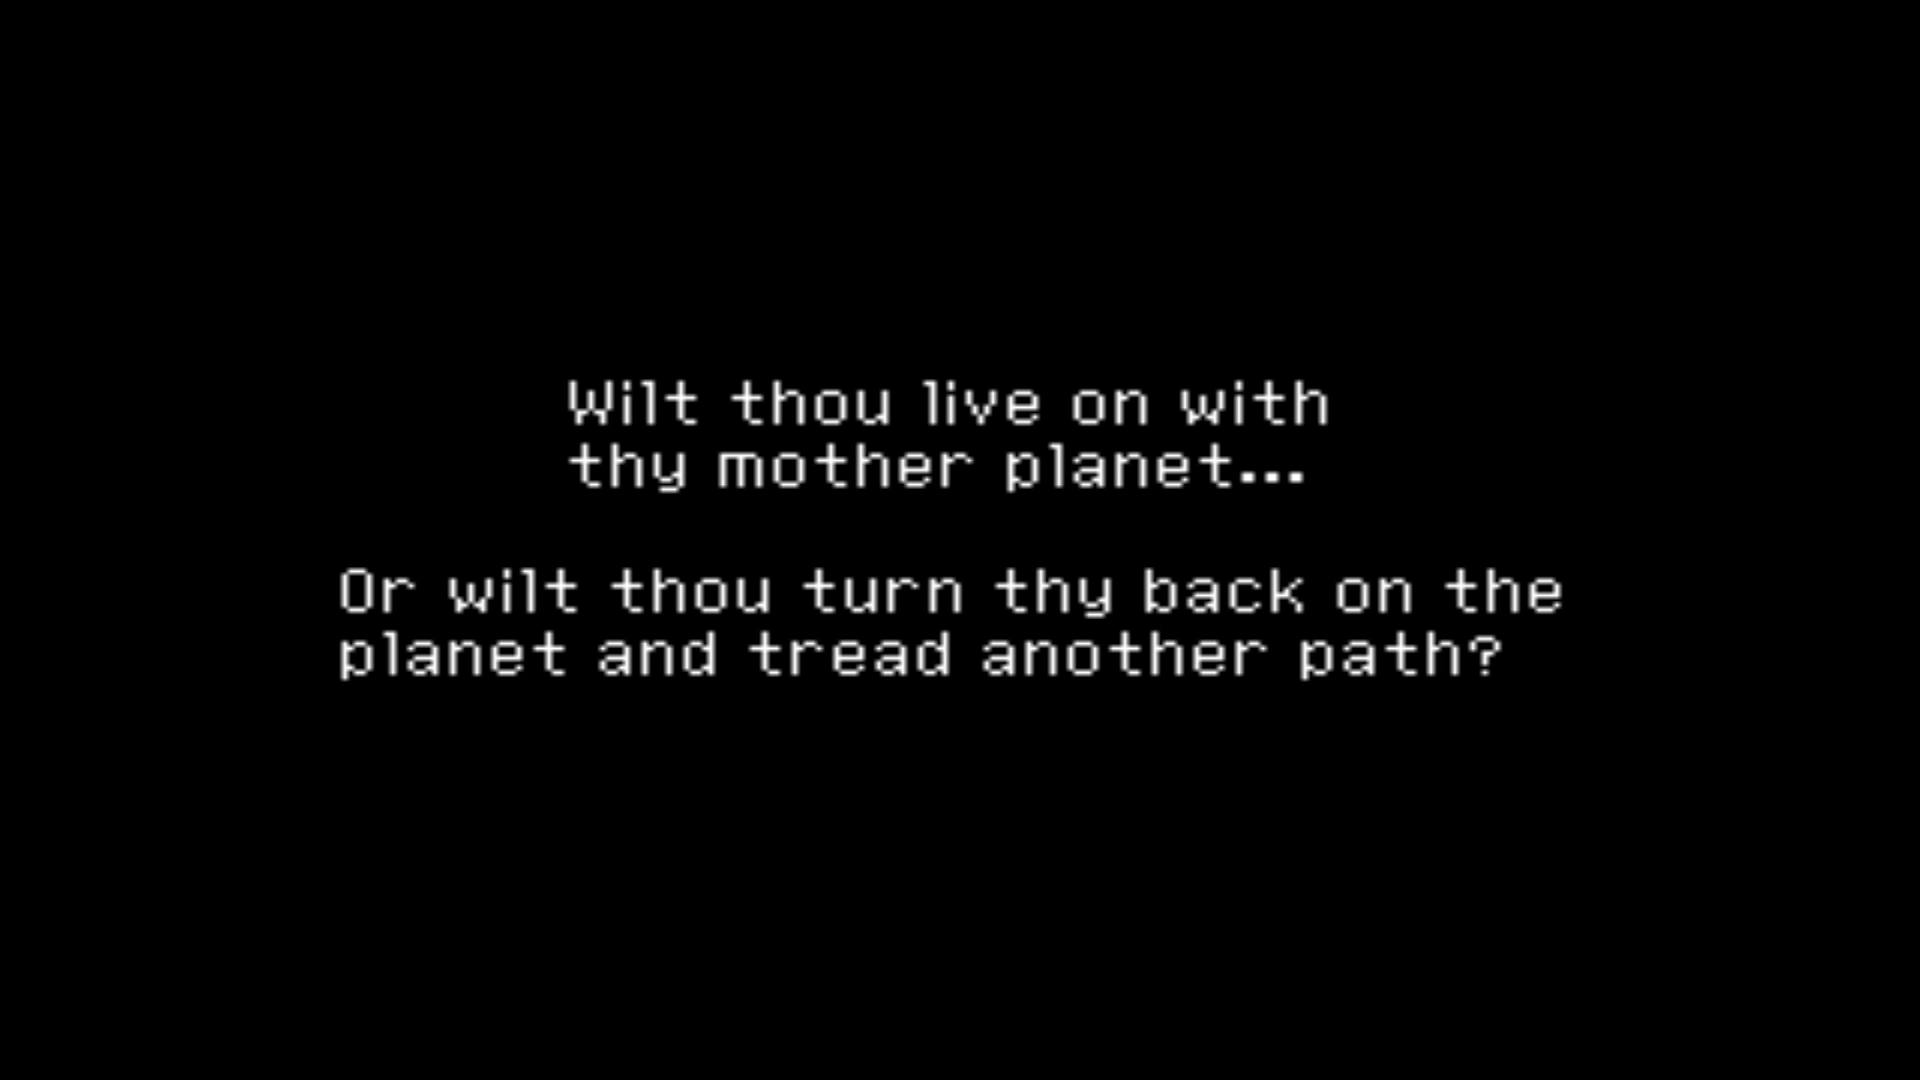 Wilt thou live on with
thy mother planet...
Or wilt thou turn thy back on the
planet and tread another path?